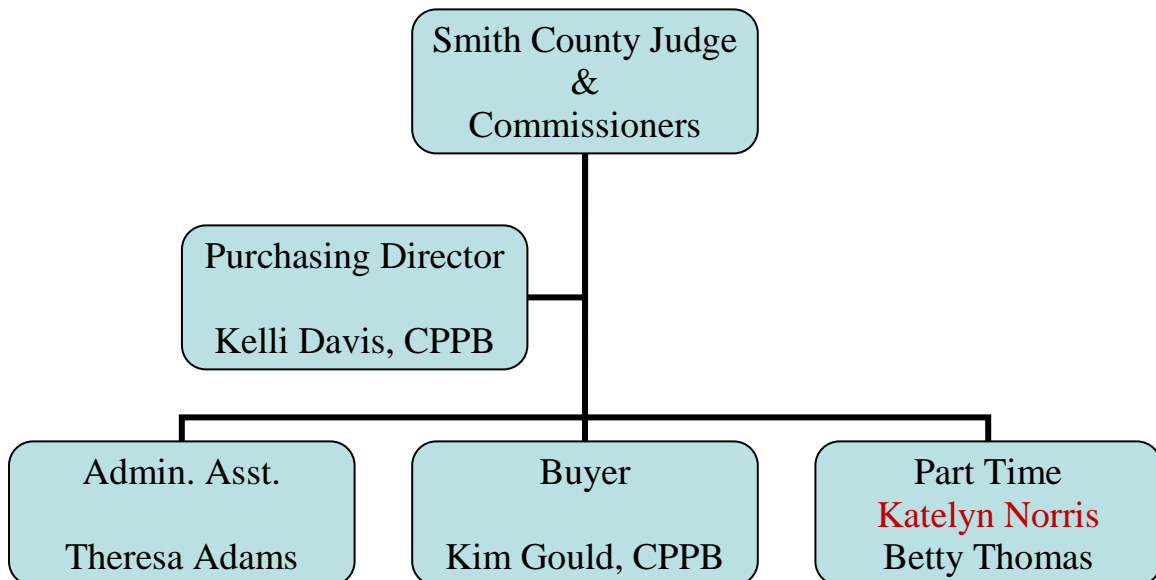 Smith County Judge
&
Commissioners
Purchasing Director
Kelli Davis, CPPB
Admin. Asst.
Theresa Adams
Buyer
Kim Gould, CPPB
Part Time
Katelyn Norris
Betty Thomas